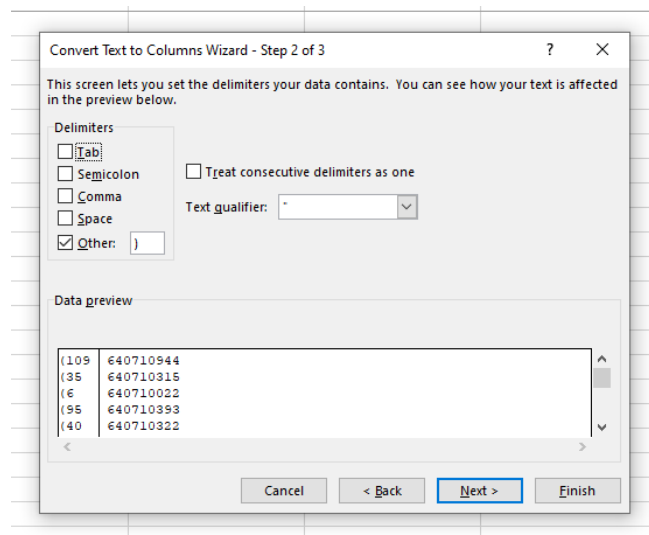 Convert Text to Columns Wizard - Step 2 of 3 ? ×
This screen lets you set the delimiters your data contains. You can see how your text is affected
in the preview below.
Delimiters
Tab
Semicolon
Comma
Space
Other: )
Treat consecutive delimiters as one
Text qualifier: "
Data preview
(109 640710944
(35 640710315
(6 640710022
(95 640710393
(40 640710322
Cancel < Back Next > Finish